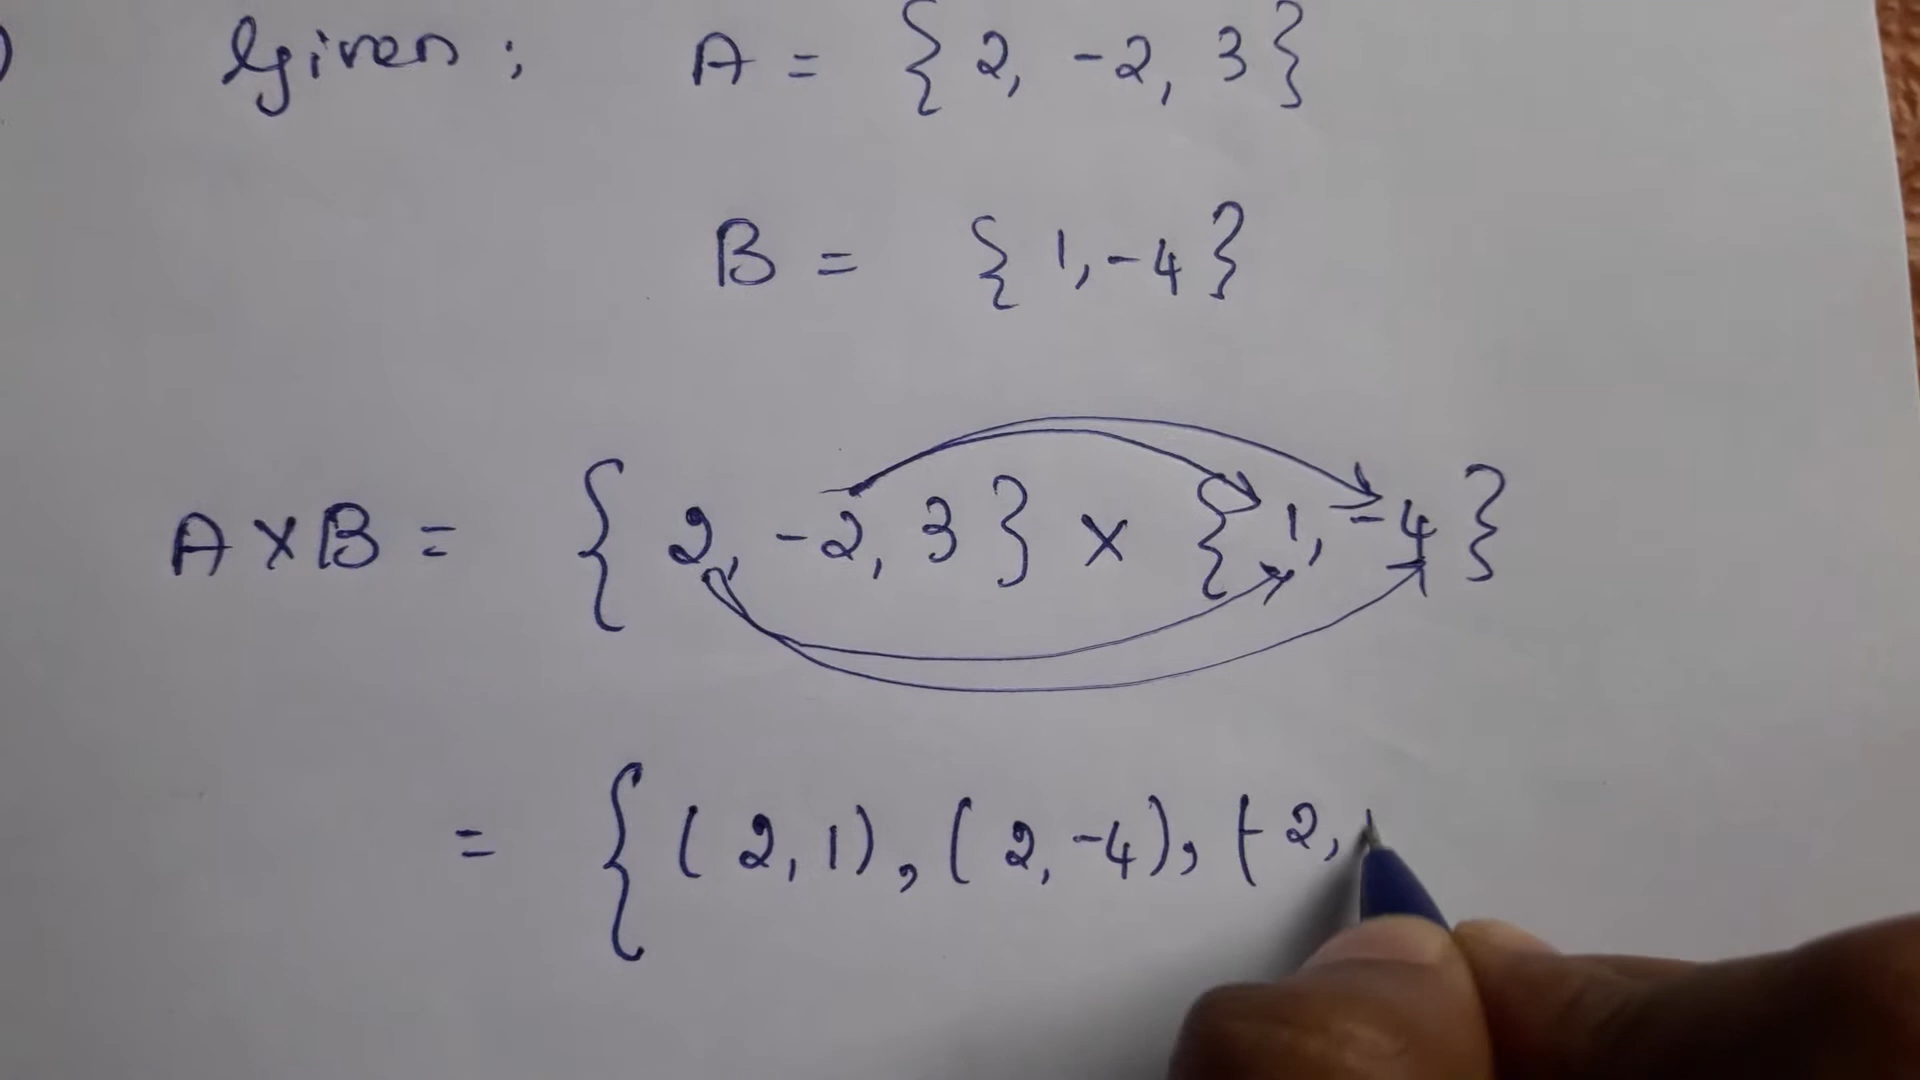 ) Given ; A = { 2, -2, 3 }
B = { 1, -4 }
A X B = { 2, -2, 3 } X { 1, -4 }
= { ( 2, 1 ), ( 2, -4 ), ( - 2,